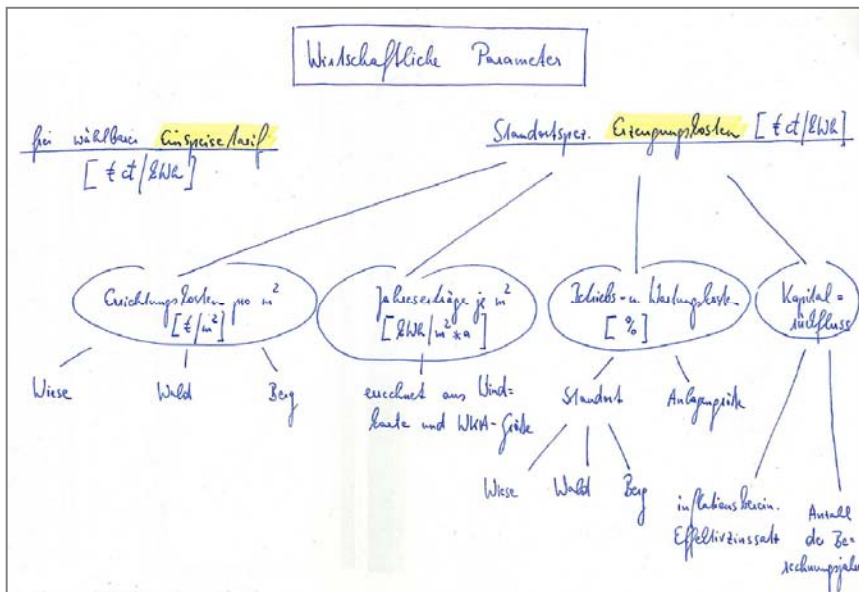 Wirtschaftliche Parameter
frei wählbarer Einspeisetarif
[€ ct/kWh]
Standortspez. Erzeugungskosten [€ ct/kWh]
Errichtungskosten pro m²
[€/m²]
Jahreserträge je m²
[kWh/m²*a]
Betriebs- u. Wartungskost.
[%]
Kapital=
rückfluss
Wiese
Wald
Berg
errechnet aus Wind=
karte und WKA-Größe
Standort
Anlagengröße
Wiese
Wald
Berg
inflationsberein.
Effektivzinssatz
Anzahl
der Be=
rechnungsjahre